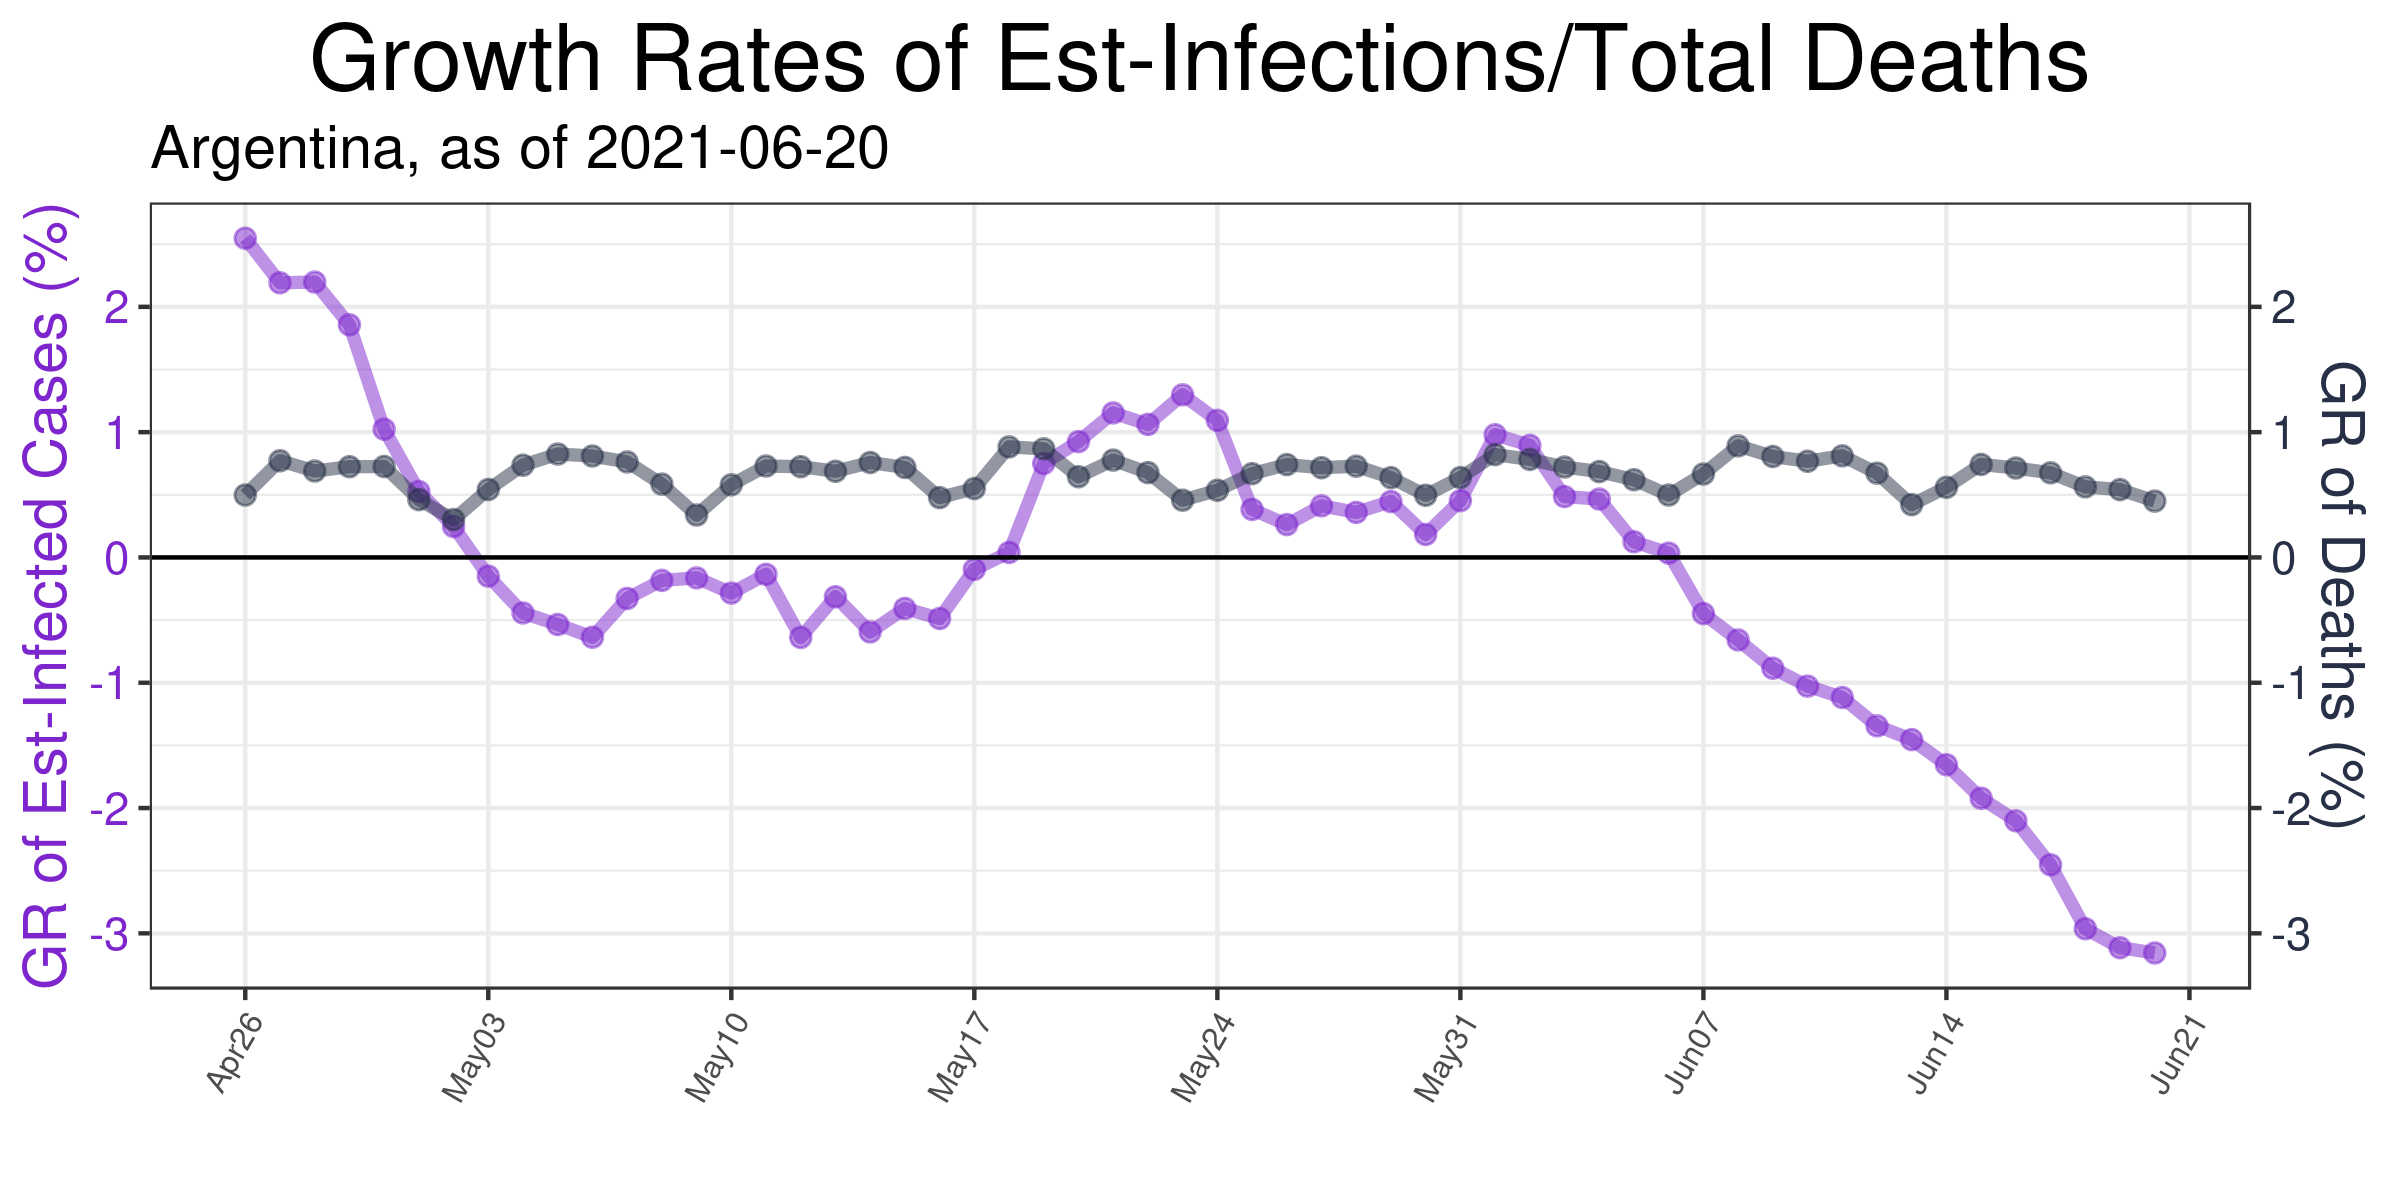 Growth Rates of Est-Infections/Total Deaths
Argentina, as of 2021-06-20
GR of Est-Infected Cases (%)
2
1
0
-1
-2
-3
2
1
0
-1
-2
-3
GR of Deaths (%)
Apr26
May03
May10
May17
May24
May31
Jun07
Jun14
Jun21